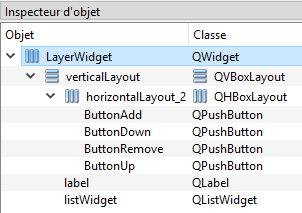 Inspecteur d'objet
Objet Classe
LayerWidget QWidget
verticalLayout QVBoxLayout
horizontalLayout_2 QHBoxLayout
ButtonAdd QPushButton
ButtonDown QPushButton
ButtonRemove QPushButton
ButtonUp QPushButton
label QLabel
listWidget QListWidget